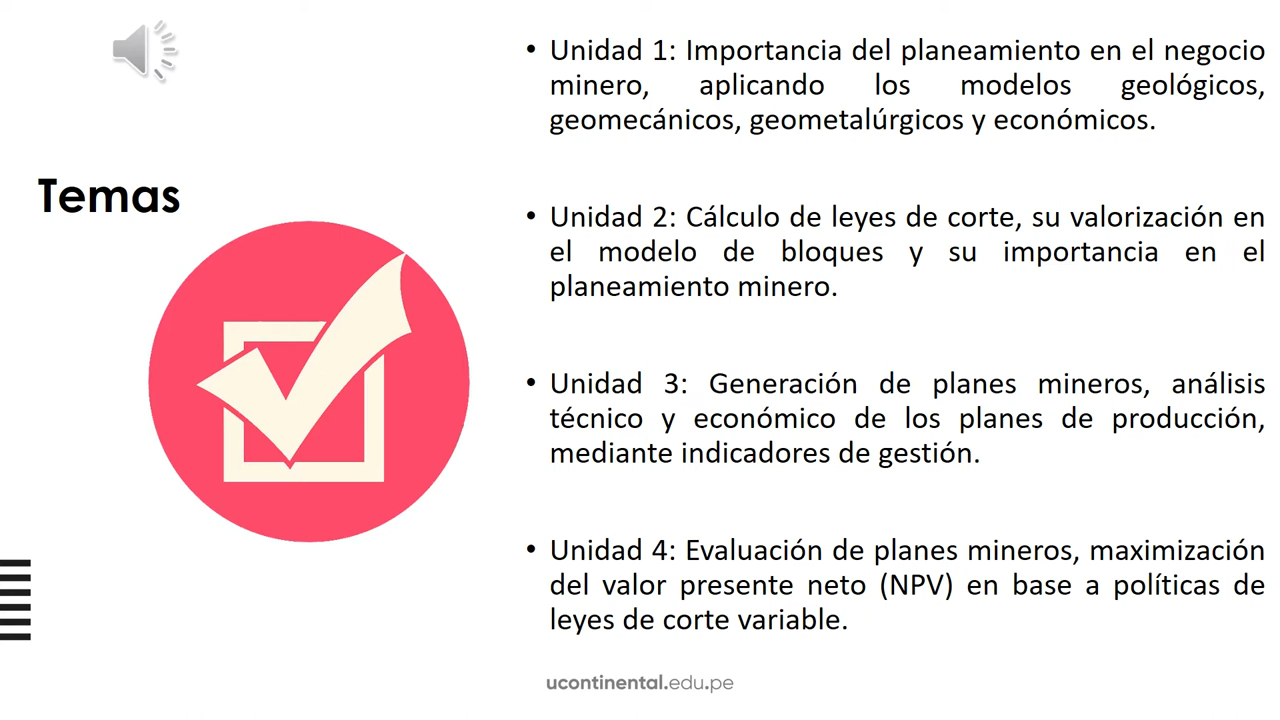 Temas
• Unidad 1: Importancia del planeamiento en el negocio
minero, aplicando los modelos geológicos,
geomecánicos, geometalúrgicos y económicos.
• Unidad 2: Cálculo de leyes de corte, su valorización en
el modelo de bloques y su importancia en el
planeamiento minero.
• Unidad 3: Generación de planes mineros, análisis
técnico y económico de los planes de producción,
mediante indicadores de gestión.
• Unidad 4: Evaluación de planes mineros, maximización
del valor presente neto (NPV) en base a políticas de
leyes de corte variable.
ucontinental.edu.pe